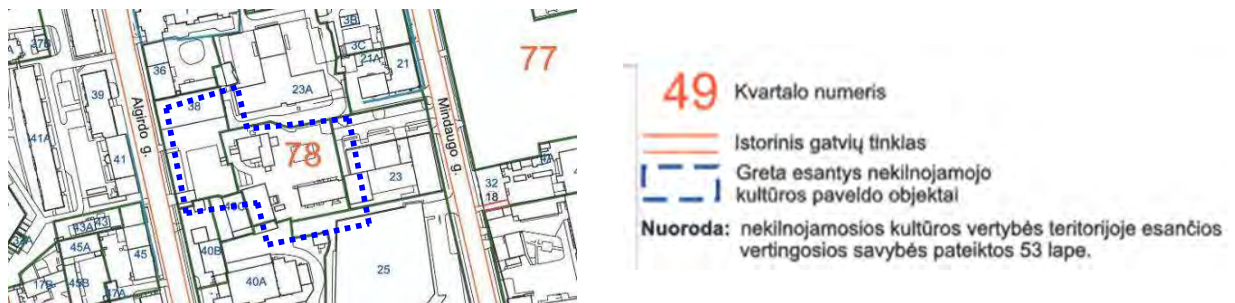 37B
36
39
38
41A
41
Algirdo g.
3B
3C
21A
21
23A
77
Mindaugo g.
78
23
32
18
43
45A
45
40B
45B
47A
40A
25
49 Kvartalo numeris
Istorinis gatvių tinklas
Greta esantys nekilnojamojo
kultūros paveldo objektai
Nuoroda: nekilnojamosios kultūros vertybės teritorijoje esančios
vertingosios savybės pateiktos 53 lape.